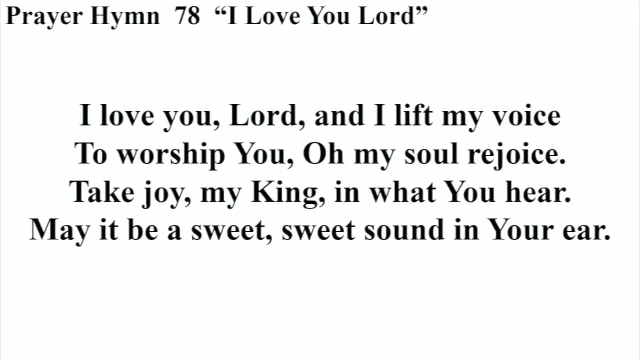 Prayer Hymn 78 “I Love You Lord”
I love you, Lord, and I lift my voice
To worship You, Oh my soul rejoice.
Take joy, my King, in what You hear.
May it be a sweet, sweet sound in Your ear.